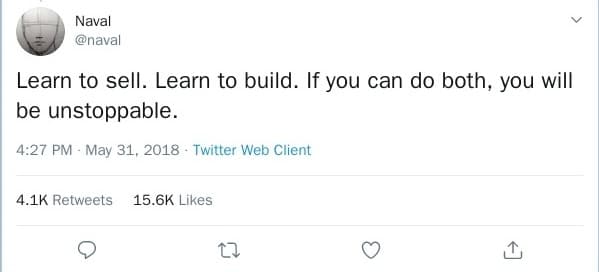 Naval
@naval
Learn to sell. Learn to build. If you can do both, you will
be unstoppable.
4:27 PM · May 31, 2018 · Twitter Web Client
4.1K Retweets 15.6K Likes